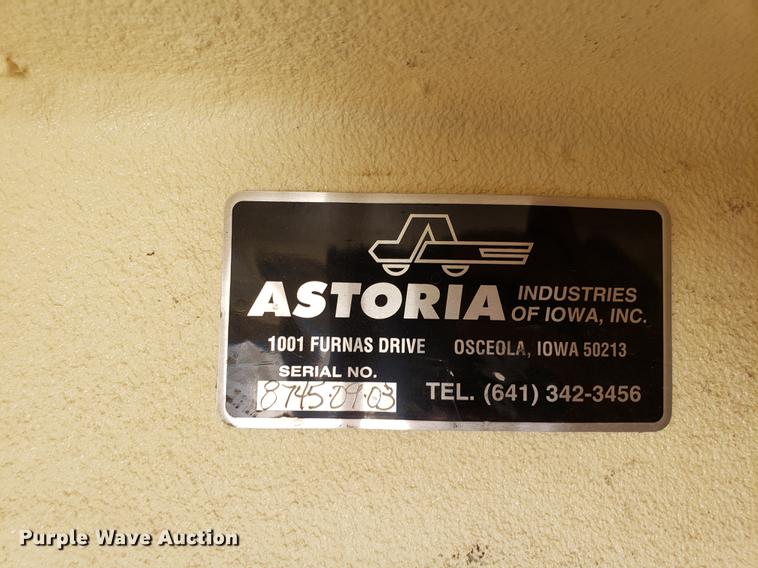 ASTORIA INDUSTRIES OF IOWA, INC.
1001 FURNAS DRIVE OSCEOLA, IOWA 50213
SERIAL NO.
8745·09·03
TEL. (641) 342-3456
Purple Wave Auction